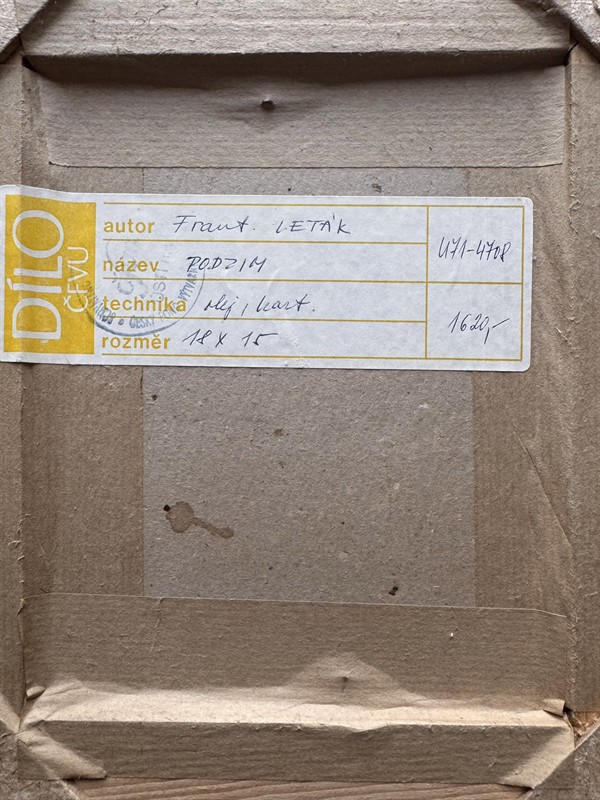 DÍLO
ČFVU
autor Frant. LETÁK
název PODZIM
technika olej, kart.
rozměr 18 x 15
U71-4708
1620,-